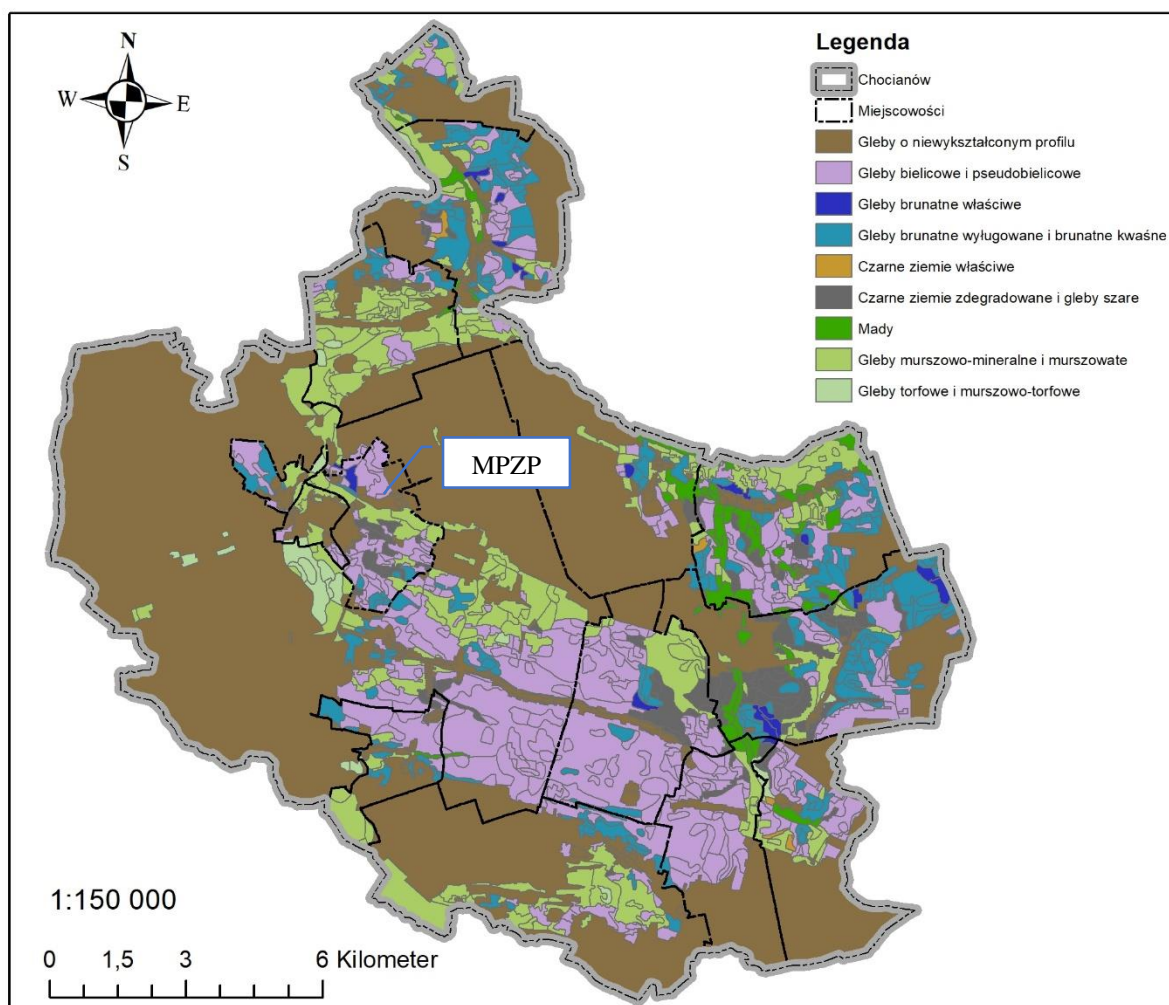 N
W E
S
Legenda
Chocianów
Miejscowości
Gleby o niewykształconym profilu
Gleby bielicowe i pseudobielicowe
Gleby brunatne właściwe
Gleby brunatne wyługowane i brunatne kwaśne
Czarne ziemie właściwe
Czarne ziemie zdegradowane i gleby szare
Mady
Gleby murszowo-mineralne i murszowate
Gleby torfowe i murszowo-torfowe
MPZP
1:150 000
0 1,5 3 6 Kilometer